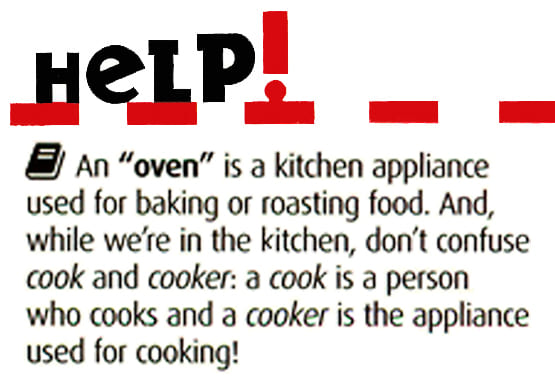 HeLP!
An “oven” is a kitchen appliance
used for baking or roasting food. And,
while we’re in the kitchen, don’t confuse
cook and cooker: a cook is a person
who cooks and a cooker is the appliance
used for cooking!